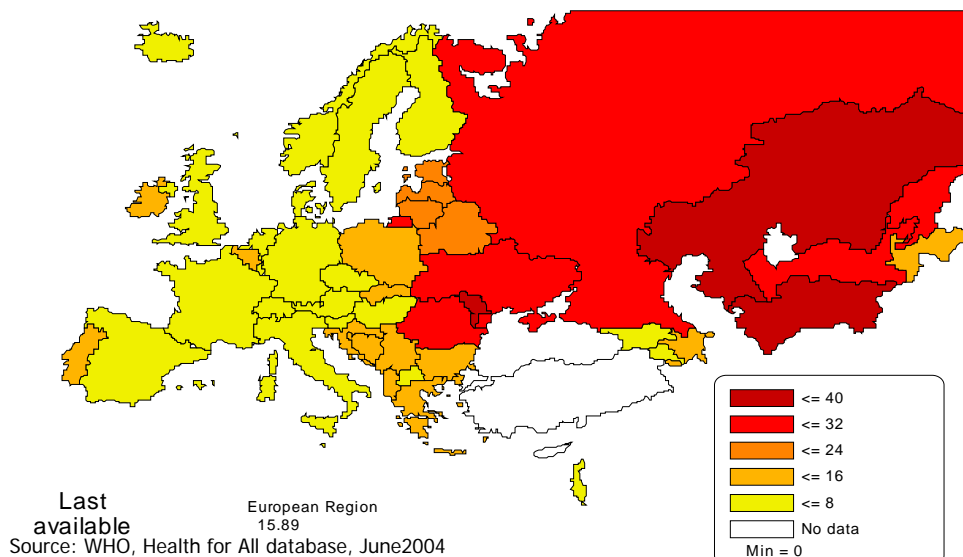 <= 40
<= 32
<= 24
<= 16
<= 8
No data
Min = 0
Last
available
European Region
15.89
Source: WHO, Health for All database, June2004